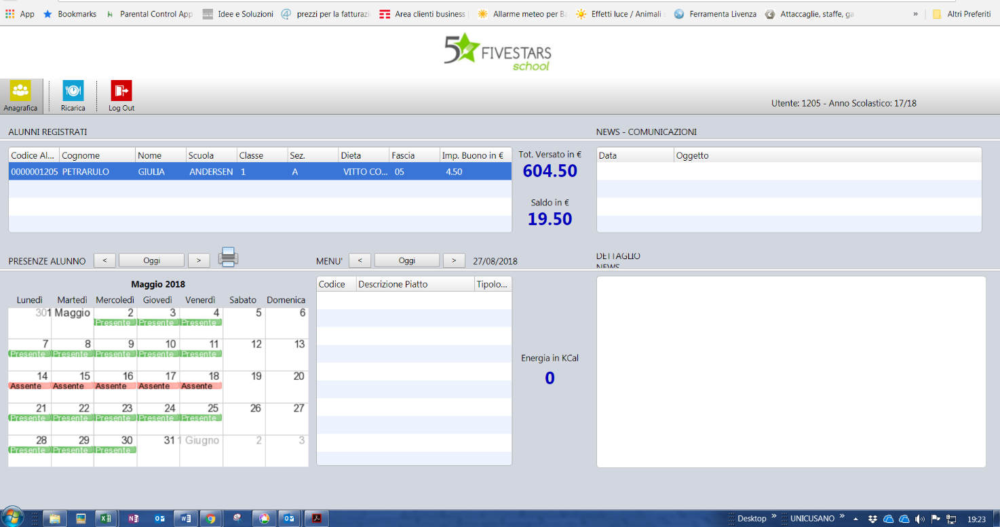 App Bookmarks Parental Control App Idee e Soluzioni prezzi per la fatturazi Area clienti business Allarme meteo per Ba Effetti luce / Animali Ferramenta Livenza Attaccaglie, staffe, ga » Altri Preferiti
5 FIVESTARS
school
Anagrafica Ricarica Log Out
Utente: 1205 - Anno Scolastico: 17/18
ALUNNI REGISTRATI
Codice Al... Cognome Nome Scuola Classe Sez. Dieta Fascia Imp. Buono in €
0000001205 PETRARULO GIULIA ANDERSEN 1 A VITTO CO... 05 4.50
Tot. Versato in €
604.50
Saldo in €
19.50
NEWS - COMUNICAZIONI
Data Oggetto
PRESENZE ALUNNO < Oggi >
Maggio 2018
Lunedì Martedì Mercoledì Giovedì Venerdì Sabato Domenica
30 1 Maggio 2 3 4 5 6
Presente Presente Presente
7 8 9 10 11 12 13
Presente Presente Presente Presente Presente
14 15 16 17 18 19 20
Assente Assente Assente Assente Assente
21 22 23 24 25 26 27
Presente Presente Presente Presente Presente
28 29 30 31 1 Giugno 2 3
Presente Presente Presente
MENU' < Oggi > 27/08/2018
Codice Descrizione Piatto Tipolo...
Energia in KCal
0
DETTAGLIO
NEWS
Desktop » UNICUSANO » 19:23